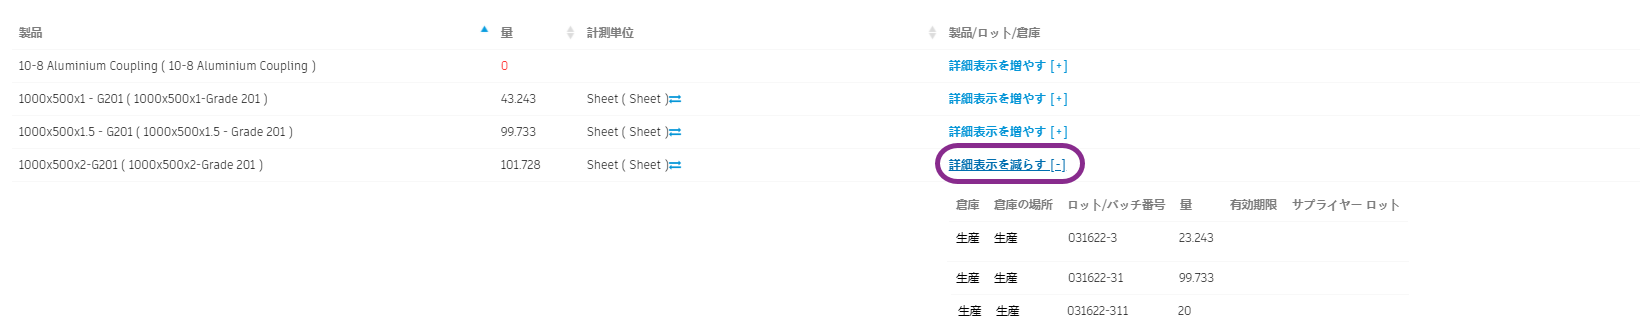 製品 量 計測単位 製品/ロット/倉庫
10-8 Aluminium Coupling ( 10-8 Aluminium Coupling ) 0 詳細表示を増やす [+]
1000x500x1 - G201 ( 1000x500x1-Grade 201 ) 43.243 Sheet ( Sheet ) 詳細表示を増やす [+]
1000x500x1.5 - G201 ( 1000x500x1.5 - Grade 201 ) 99.733 Sheet ( Sheet ) 詳細表示を増やす [+]
1000x500x2-G201 ( 1000x500x2-Grade 201 ) 101.728 Sheet ( Sheet ) 詳細表示を減らす [-]
倉庫 倉庫の場所 ロット/バッチ番号 量 有効期限 サプライヤー ロット
生産 生産 031622-3 23.243
生産 生産 031622-31 99.733
生産 生産 031622-311 20